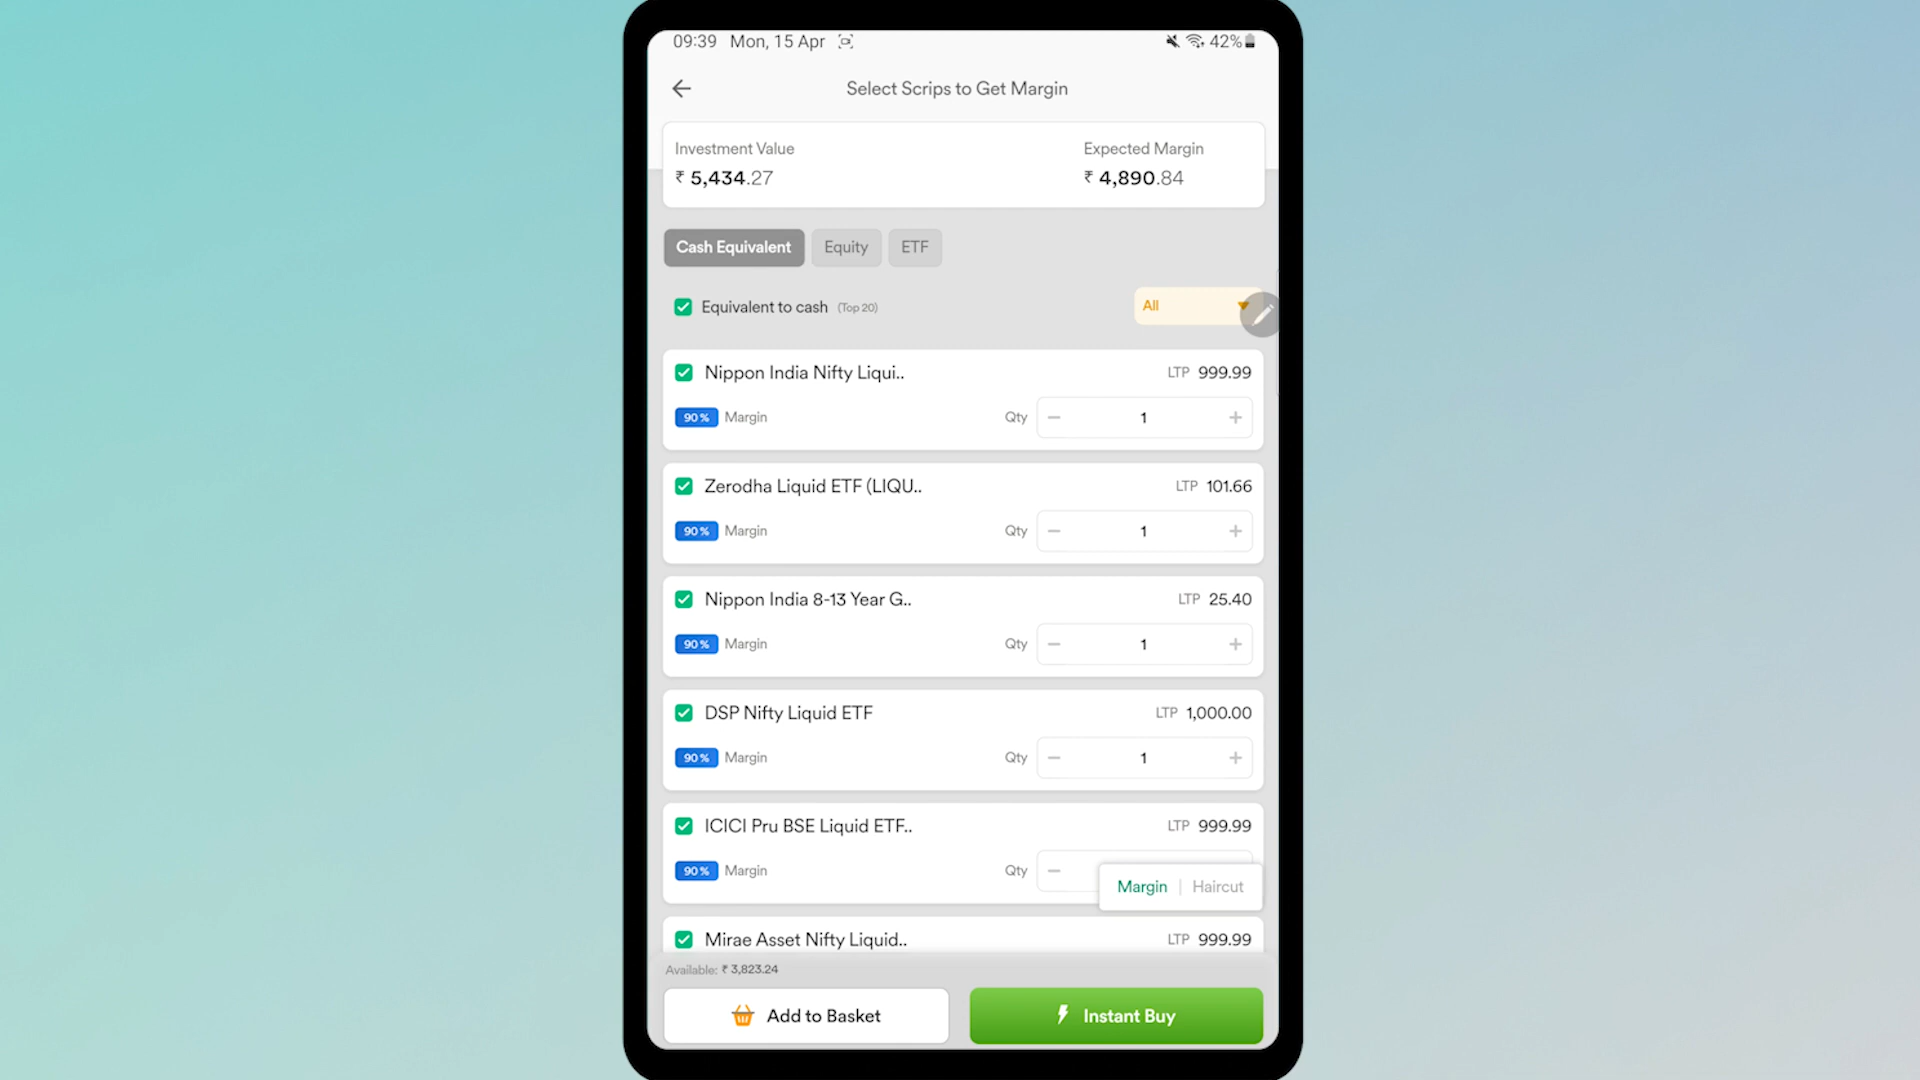 09:39 Mon, 15 Apr 42%
Select Scrips to Get Margin
Investment Value Expected Margin
₹ 5,434.27 ₹ 4,890.84
Cash Equivalent Equity ETF
Equivalent to cash (Top 20) All
Nippon India Nifty Liqui.. LTP 999.99
90% Margin Qty − 1 +
Zerodha Liquid ETF (LIQU.. LTP 101.66
90% Margin Qty − 1 +
Nippon India 8-13 Year G.. LTP 25.40
90% Margin Qty − 1 +
DSP Nifty Liquid ETF LTP 1,000.00
90% Margin Qty − 1 +
ICICI Pru BSE Liquid ETF.. LTP 999.99
90% Margin Qty −
Margin | Haircut
Mirae Asset Nifty Liquid.. LTP 999.99
Available: ₹ 3,823.24
Add to Basket Instant Buy